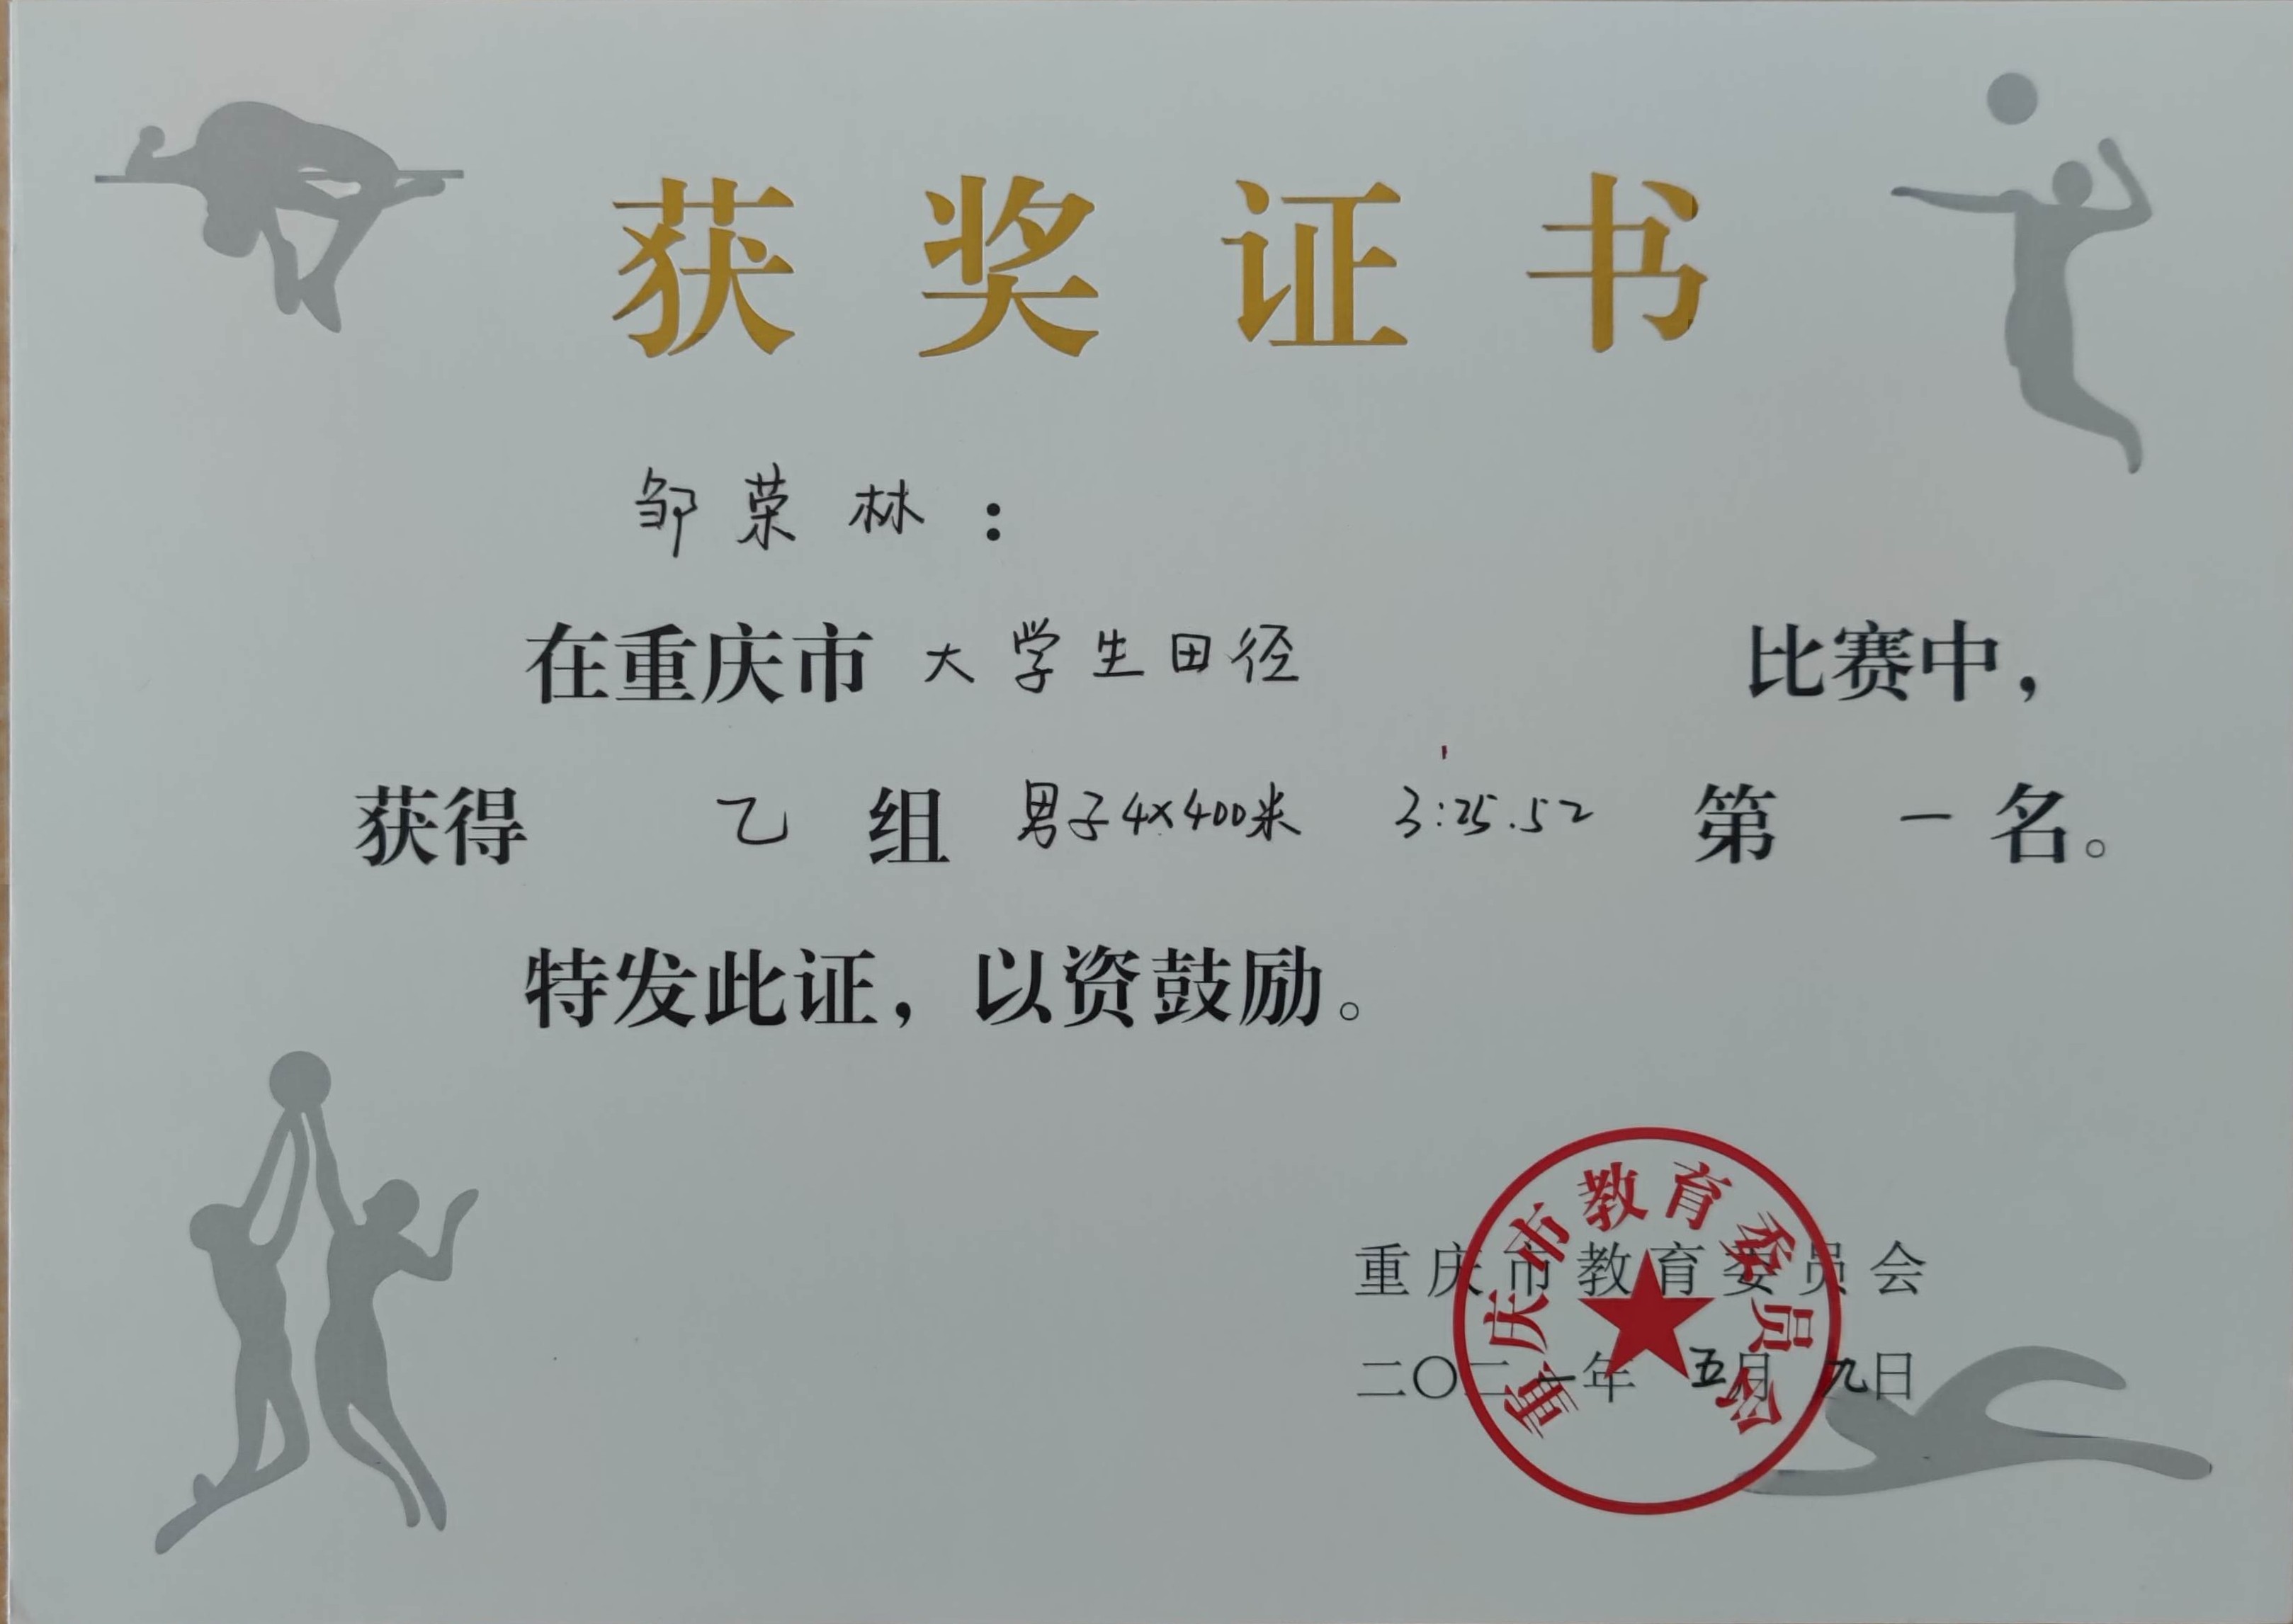 获奖证书
邹荣林：
在重庆市 大学生田径 比赛中，
获得 乙 组 男子4×400米 3:25.52 第 一 名。
特发此证，以资鼓励。
重庆市教育委员会
重庆市教育委员会
二〇二一年 五月 九日